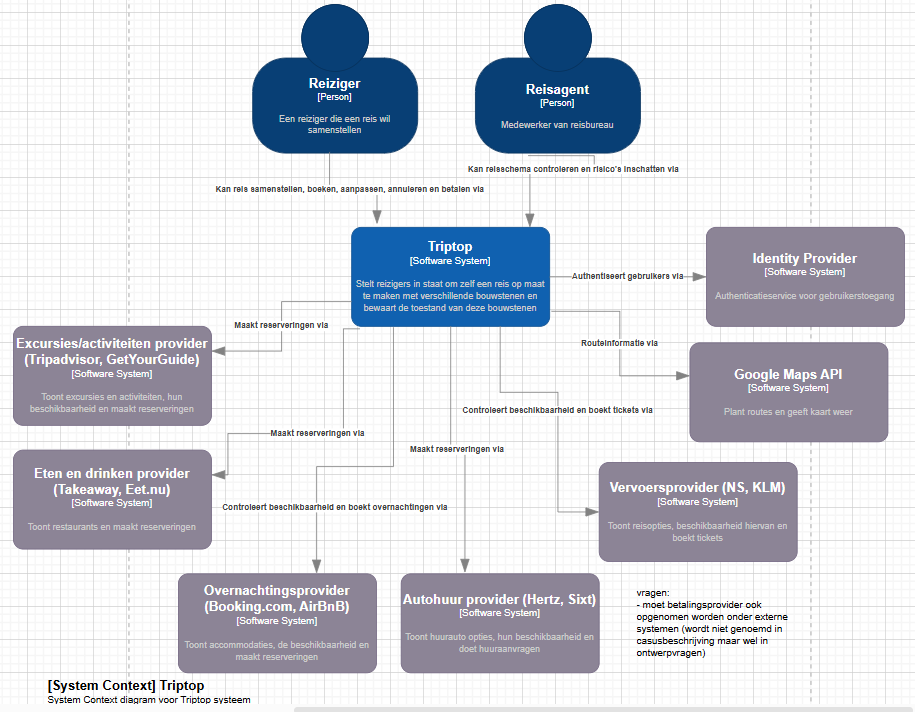 Reiziger
[Person]
Een reiziger die een reis wil
samenstellen
Reisagent
[Person]
Medewerker van reisbureau
Kan reis samenstellen, boeken, aanpassen, annuleren en betalen via
Kan reisschema controleren en risico's inschatten via
Triptop
[Software System]
Stelt reizigers in staat om zelf een reis op maat
te maken met verschillende bouwstenen en
bewaart de toestand van deze bouwstenen
Authentiseert gebruikers via
Identity Provider
[Software System]
Authenticatieservice voor gebruikerstoegang
Maakt reserveringen via
Excursies/activiteiten provider
(Tripadvisor, GetYourGuide)
[Software System]
Toont excursies en activiteiten, hun
beschikbaarheid en maakt reserveringen
Routeinformatie via
Google Maps API
[Software System]
Plant routes en geeft kaart weer
Maakt reserveringen via
Eten en drinken provider
(Takeaway, Eet.nu)
[Software System]
Toont restaurants en maakt reserveringen
Controleert beschikbaarheid en boekt tickets via
Vervoersprovider (NS, KLM)
[Software System]
Toont reisopties, beschikbaarheid hiervan en
boekt tickets
Controleert beschikbaarheid en boekt overnachtingen via
Overnachtingsprovider
(Booking.com, AirBnB)
[Software System]
Toont accommodaties, de beschikbaarheid en
maakt reserveringen
Maakt reserveringen via
Autohuur provider (Hertz, Sixt)
[Software System]
Toont huurauto opties, hun beschikbaarheid en
doet huuraanvragen
vragen:
- moet betalingsprovider ook
opgenomen worden onder externe
systemen (wordt niet genoemd in
casusbeschrijving maar wel in
ontwerpvragen)
[System Context] Triptop
System Context diagram voor Triptop systeem